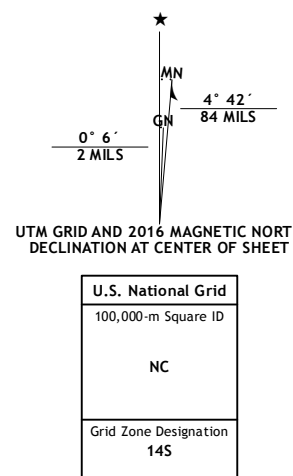 ★
MN
4° 42´
84 MILS
GN
0° 6´
2 MILS
UTM GRID AND 2016 MAGNETIC NORT
DECLINATION AT CENTER OF SHEET
U.S. National Grid
100,000-m Square ID
NC
Grid Zone Designation
14S